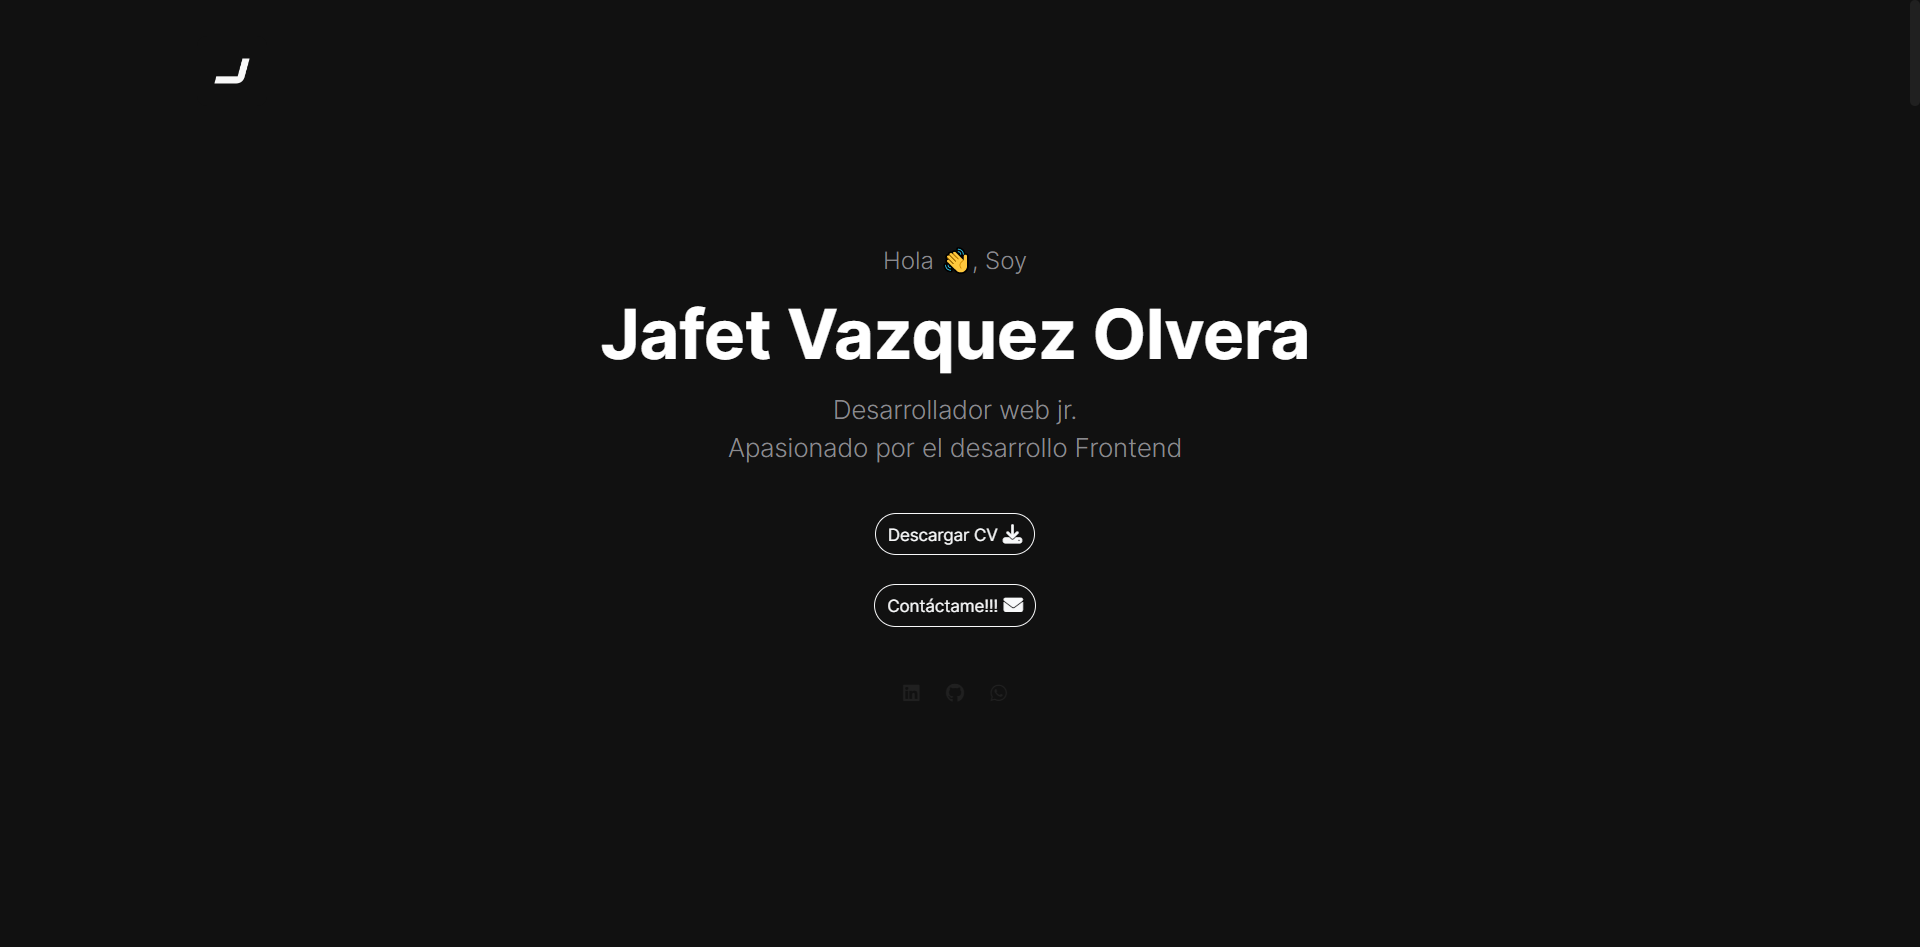 Hola 👋, Soy
Jafet Vazquez Olvera
Desarrollador web jr.
Apasionado por el desarrollo Frontend
Descargar CV
Contáctame!!!